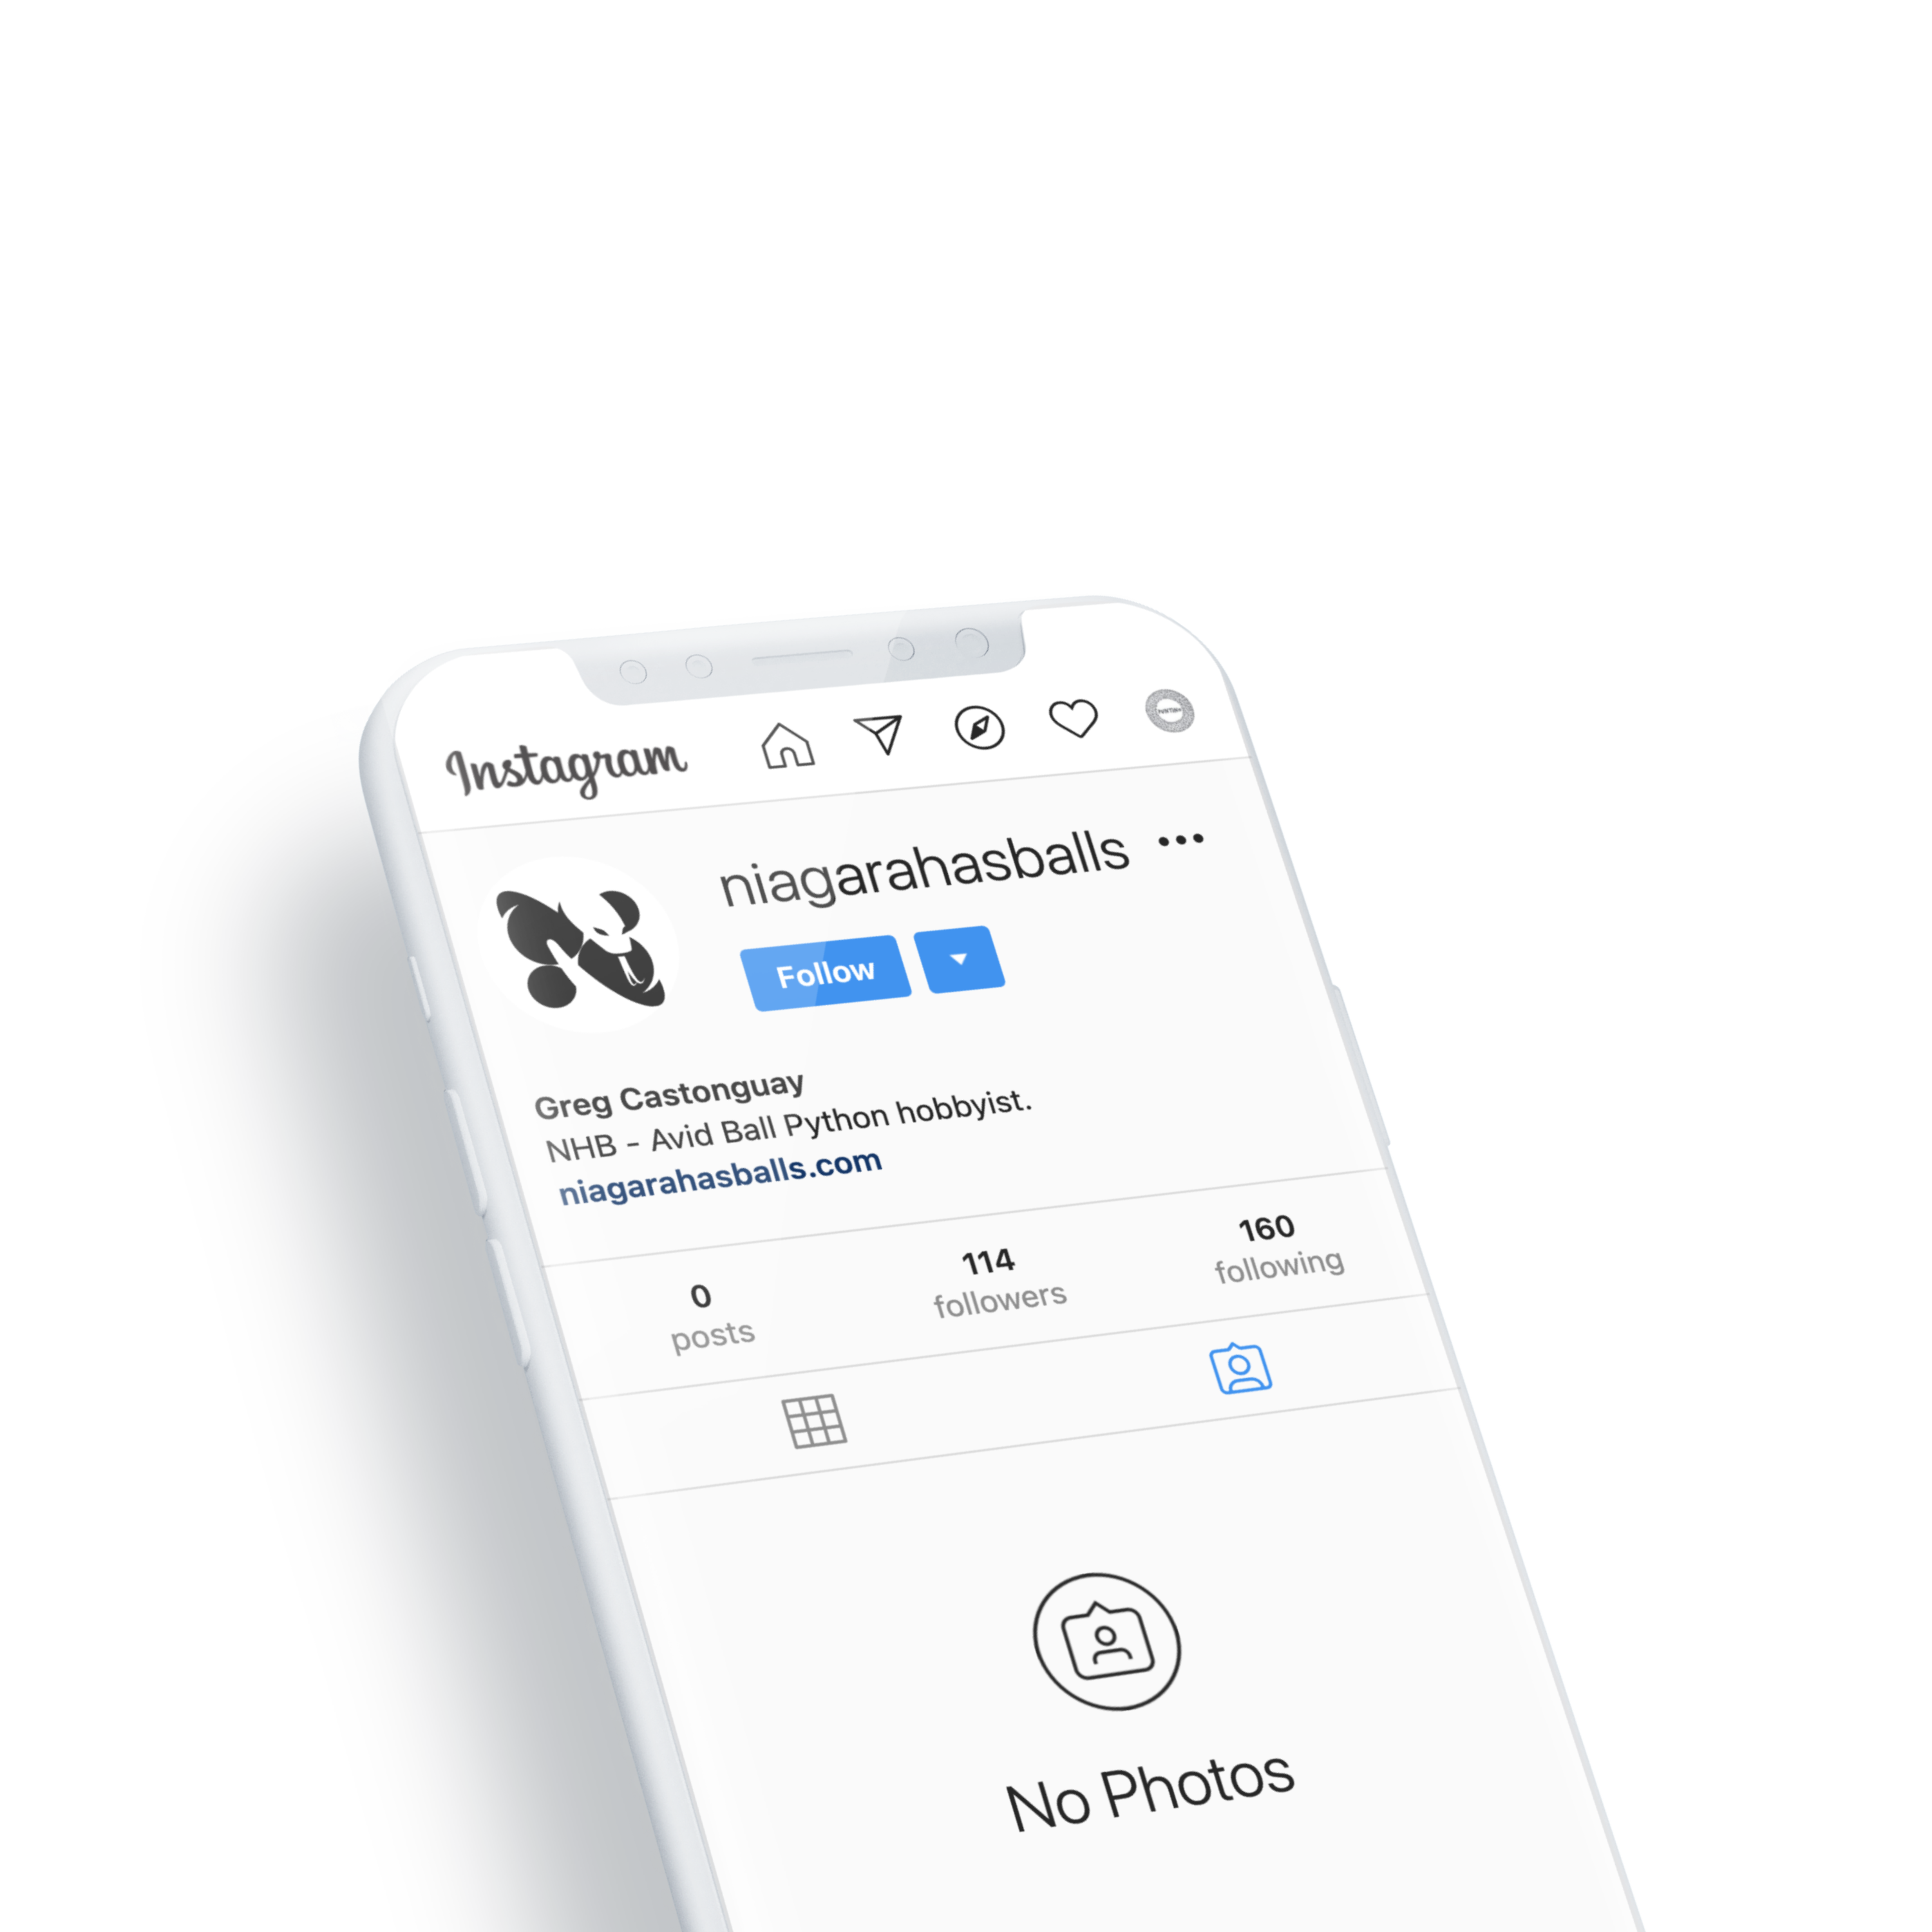 Instagram
niagarahasballs
Follow
Greg Castonguay
NHB - Avid Ball Python hobbyist.
niagarahasballs.com
0
posts
114
followers
160
following
No Photos